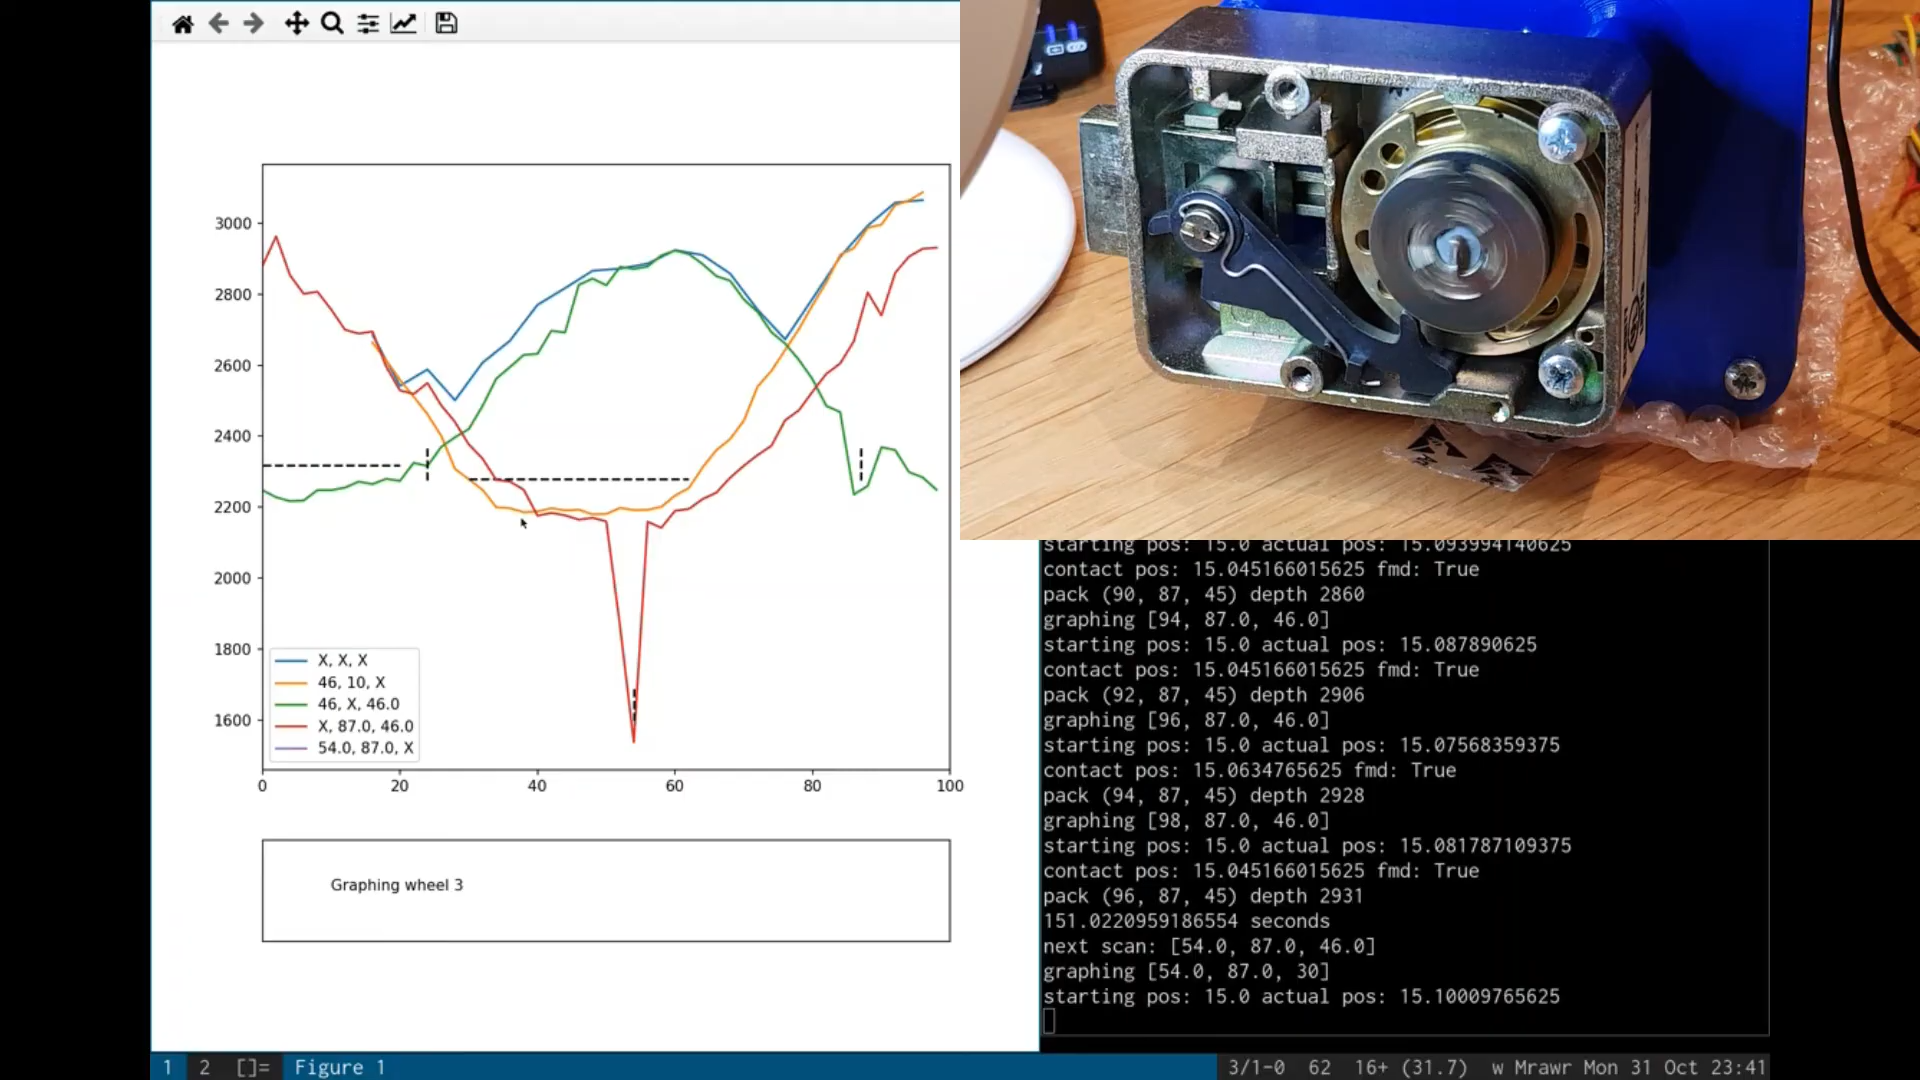 3000
2800
2600
2400
2200
2000
1800
1600
X, X, X
46, 10, X
46, X, 46.0
X, 87.0, 46.0
54.0, 87.0, X
0 20 40 60 80 100
Graphing wheel 3
starting pos: 15.0 actual pos: 15.093994140625
contact pos: 15.045166015625 fmd: True
pack (90, 87, 45) depth 2860
graphing [94, 87.0, 46.0]
starting pos: 15.0 actual pos: 15.087890625
contact pos: 15.045166015625 fmd: True
pack (92, 87, 45) depth 2906
graphing [96, 87.0, 46.0]
starting pos: 15.0 actual pos: 15.07568359375
contact pos: 15.0634765625 fmd: True
pack (94, 87, 45) depth 2928
graphing [98, 87.0, 46.0]
starting pos: 15.0 actual pos: 15.081787109375
contact pos: 15.045166015625 fmd: True
pack (96, 87, 45) depth 2931
151.0220959186554 seconds
next scan: [54.0, 87.0, 46.0]
graphing [54.0, 87.0, 30]
starting pos: 15.0 actual pos: 15.10009765625
1 2 []= Figure 1
3/1-0 62 16+ (31.7) w Mrawr Mon 31 Oct 23:41